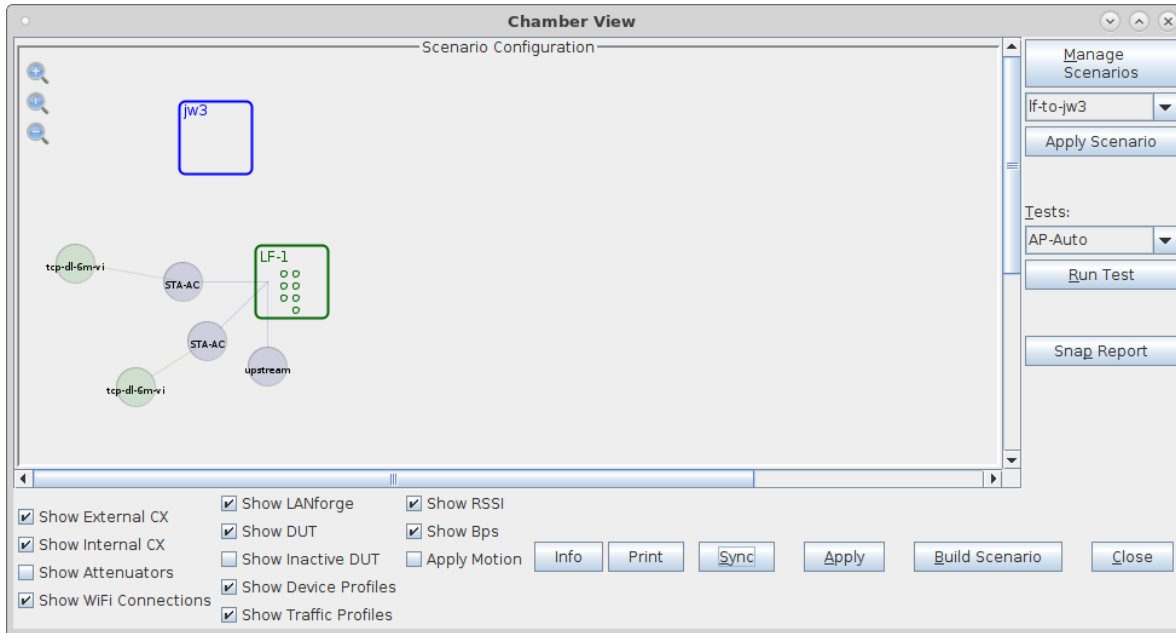 Chamber View
Scenario Configuration
Manage
Scenarios
jw3
lf-to-jw3
Apply Scenario
Tests:
AP-Auto
LF-1
tcp-dl-6m-vi
STA-AC
Run Test
STA-AC
Snap Report
upstream
tcp-dl-6m-vi
Show External CX
Show Internal CX
Show Attenuators
Show WiFi Connections
Show LANforge
Show DUT
Show Inactive DUT
Show Device Profiles
Show Traffic Profiles
Show RSSI
Show Bps
Apply Motion
Info
Print
Sync
Apply
Build Scenario
Close